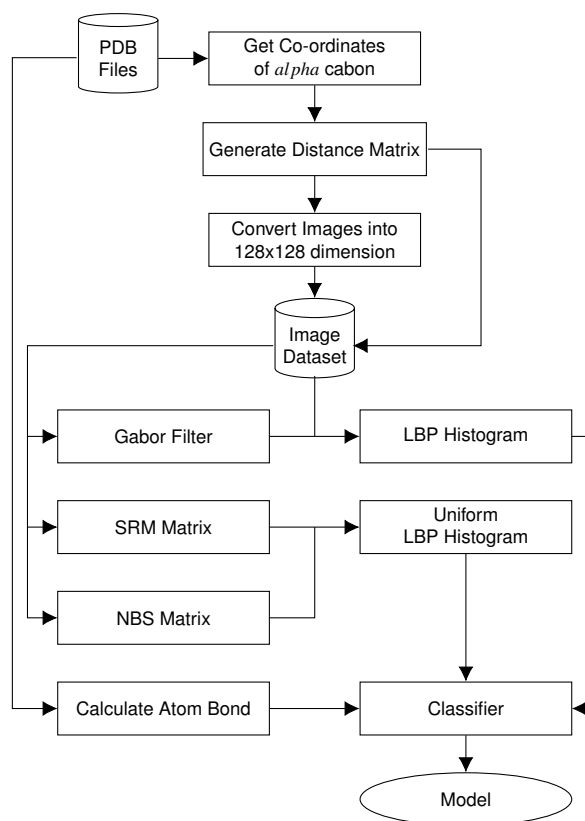 PDB
Files
Get Co-ordinates
of alpha cabon
Generate Distance Matrix
Convert Images into
128x128 dimension
Image
Dataset
Gabor Filter
LBP Histogram
SRM Matrix
Uniform
LBP Histogram
NBS Matrix
Calculate Atom Bond
Classifier
Model